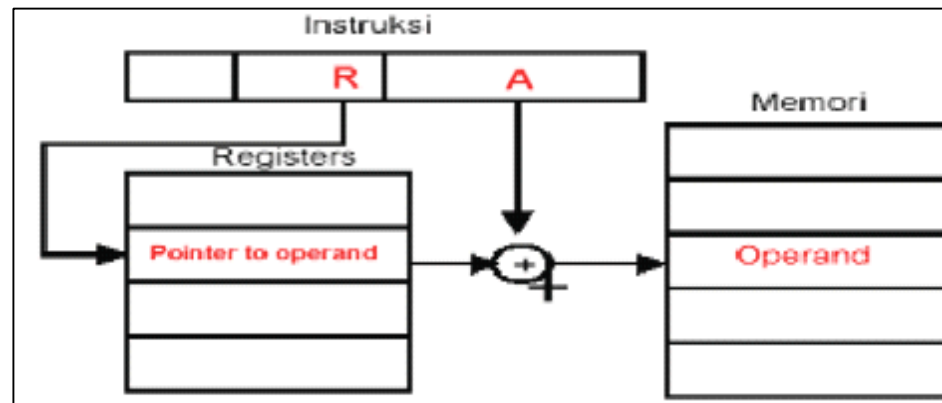 Instruksi
R A
Memori
Registers
Pointer to operand
+
Operand